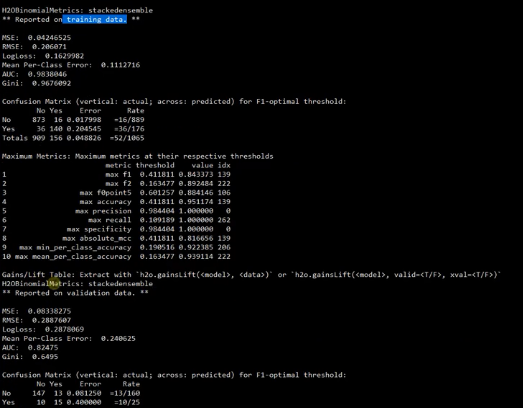 H2OBinomialMetrics: stackedensemble
** Reported on training data. **
MSE: 0.04246525
RMSE: 0.206071
LogLoss: 0.1629982
Mean Per-Class Error: 0.1112716
AUC: 0.9838046
Gini: 0.9676092
Confusion Matrix (vertical: actual; across: predicted) for F1-optimal threshold:
No Yes Error Rate
No 873 16 0.017998 =16/889
Yes 36 140 0.204545 =36/176
Totals 909 156 0.048826 =52/1065
Maximum Metrics: Maximum metrics at their respective thresholds
metric threshold value idx
1 max f1 0.411811 0.843373 139
2 max f2 0.163477 0.892484 222
3 max f0point5 0.601257 0.884146 106
4 max accuracy 0.411811 0.951174 139
5 max precision 0.984404 1.000000 0
6 max recall 0.109189 1.000000 262
7 max specificity 0.984404 1.000000 0
8 max absolute_mcc 0.411811 0.816656 139
9 max min_per_class_accuracy 0.190516 0.922385 206
10 max mean_per_class_accuracy 0.163477 0.939114 222
Gains/Lift Table: Extract with `h2o.gainsLift(<model>, <data>)` or `h2o.gainsLift(<model>, valid=<T/F>, xval=<T/F>)`
H2OBinomialMetrics: stackedensemble
** Reported on validation data. **
MSE: 0.08338275
RMSE: 0.2887607
LogLoss: 0.2878069
Mean Per-Class Error: 0.240625
AUC: 0.82475
Gini: 0.6495
Confusion Matrix (vertical: actual; across: predicted) for F1-optimal threshold:
No Yes Error Rate
No 147 13 0.081250 =13/160
Yes 10 15 0.400000 =10/25